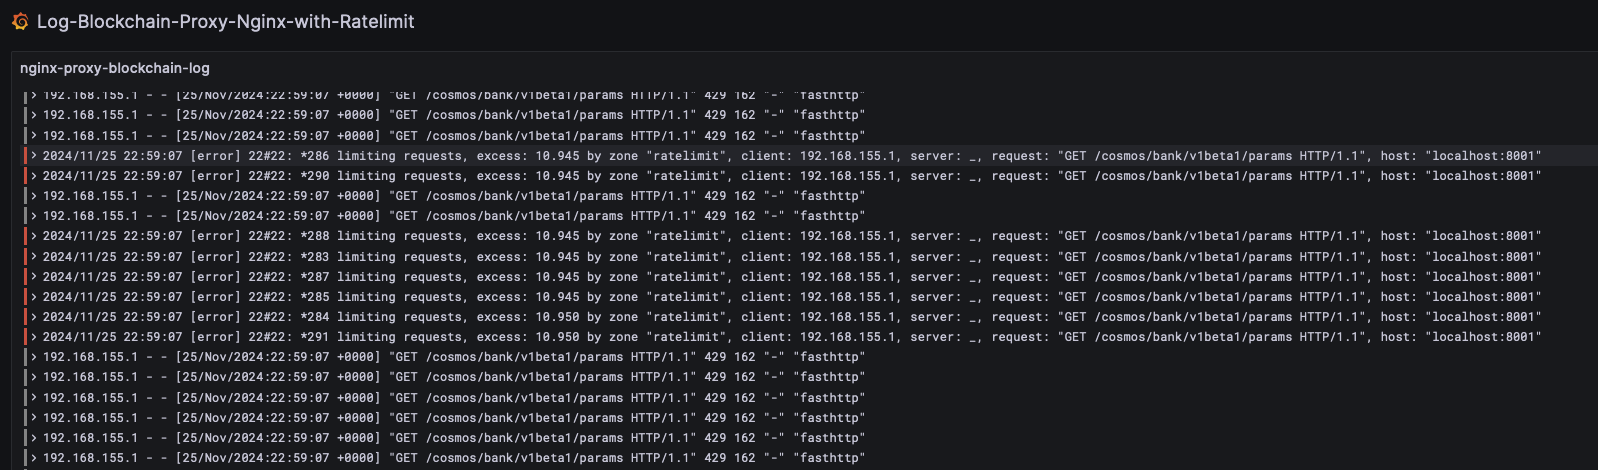 Log-Blockchain-Proxy-Nginx-with-Ratelimit
nginx-proxy-blockchain-log
> 192.168.155.1 - - [25/Nov/2024:22:59:07 +0000] "GET /cosmos/bank/v1beta1/params HTTP/1.1" 429 162 "-" "fasthttp"
> 192.168.155.1 - - [25/Nov/2024:22:59:07 +0000] "GET /cosmos/bank/v1beta1/params HTTP/1.1" 429 162 "-" "fasthttp"
> 192.168.155.1 - - [25/Nov/2024:22:59:07 +0000] "GET /cosmos/bank/v1beta1/params HTTP/1.1" 429 162 "-" "fasthttp"
> 2024/11/25 22:59:07 [error] 22#22: *286 limiting requests, excess: 10.945 by zone "ratelimit", client: 192.168.155.1, server: _, request: "GET /cosmos/bank/v1beta1/params HTTP/1.1", host: "localhost:8001"
> 2024/11/25 22:59:07 [error] 22#22: *290 limiting requests, excess: 10.945 by zone "ratelimit", client: 192.168.155.1, server: _, request: "GET /cosmos/bank/v1beta1/params HTTP/1.1", host: "localhost:8001"
> 192.168.155.1 - - [25/Nov/2024:22:59:07 +0000] "GET /cosmos/bank/v1beta1/params HTTP/1.1" 429 162 "-" "fasthttp"
> 192.168.155.1 - - [25/Nov/2024:22:59:07 +0000] "GET /cosmos/bank/v1beta1/params HTTP/1.1" 429 162 "-" "fasthttp"
> 2024/11/25 22:59:07 [error] 22#22: *288 limiting requests, excess: 10.945 by zone "ratelimit", client: 192.168.155.1, server: _, request: "GET /cosmos/bank/v1beta1/params HTTP/1.1", host: "localhost:8001"
> 2024/11/25 22:59:07 [error] 22#22: *283 limiting requests, excess: 10.945 by zone "ratelimit", client: 192.168.155.1, server: _, request: "GET /cosmos/bank/v1beta1/params HTTP/1.1", host: "localhost:8001"
> 2024/11/25 22:59:07 [error] 22#22: *287 limiting requests, excess: 10.945 by zone "ratelimit", client: 192.168.155.1, server: _, request: "GET /cosmos/bank/v1beta1/params HTTP/1.1", host: "localhost:8001"
> 2024/11/25 22:59:07 [error] 22#22: *285 limiting requests, excess: 10.945 by zone "ratelimit", client: 192.168.155.1, server: _, request: "GET /cosmos/bank/v1beta1/params HTTP/1.1", host: "localhost:8001"
> 2024/11/25 22:59:07 [error] 22#22: *284 limiting requests, excess: 10.950 by zone "ratelimit", client: 192.168.155.1, server: _, request: "GET /cosmos/bank/v1beta1/params HTTP/1.1", host: "localhost:8001"
> 2024/11/25 22:59:07 [error] 22#22: *291 limiting requests, excess: 10.950 by zone "ratelimit", client: 192.168.155.1, server: _, request: "GET /cosmos/bank/v1beta1/params HTTP/1.1", host: "localhost:8001"
> 192.168.155.1 - - [25/Nov/2024:22:59:07 +0000] "GET /cosmos/bank/v1beta1/params HTTP/1.1" 429 162 "-" "fasthttp"
> 192.168.155.1 - - [25/Nov/2024:22:59:07 +0000] "GET /cosmos/bank/v1beta1/params HTTP/1.1" 429 162 "-" "fasthttp"
> 192.168.155.1 - - [25/Nov/2024:22:59:07 +0000] "GET /cosmos/bank/v1beta1/params HTTP/1.1" 429 162 "-" "fasthttp"
> 192.168.155.1 - - [25/Nov/2024:22:59:07 +0000] "GET /cosmos/bank/v1beta1/params HTTP/1.1" 429 162 "-" "fasthttp"
> 192.168.155.1 - - [25/Nov/2024:22:59:07 +0000] "GET /cosmos/bank/v1beta1/params HTTP/1.1" 429 162 "-" "fasthttp"
> 192.168.155.1 - - [25/Nov/2024:22:59:07 +0000] "GET /cosmos/bank/v1beta1/params HTTP/1.1" 429 162 "-" "fasthttp"